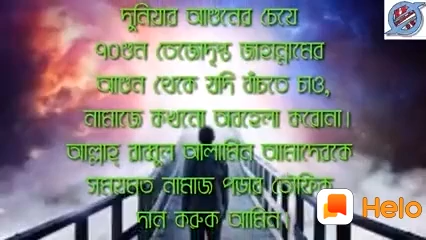 দুনিয়ার আগুনের চেয়ে
৭০গুন তেজোদৃপ্ত জাহান্নামের
আগুন থেকে যদি বাঁচতে চাও,
নামাজে কখনো অবহেলা করোনা।
আল্লাহ্ রাব্বুল আলামিন আমাদেরকে
সময়মত নামাজ পড়ার তৌফিক
দান করুক আমিন।
Helo